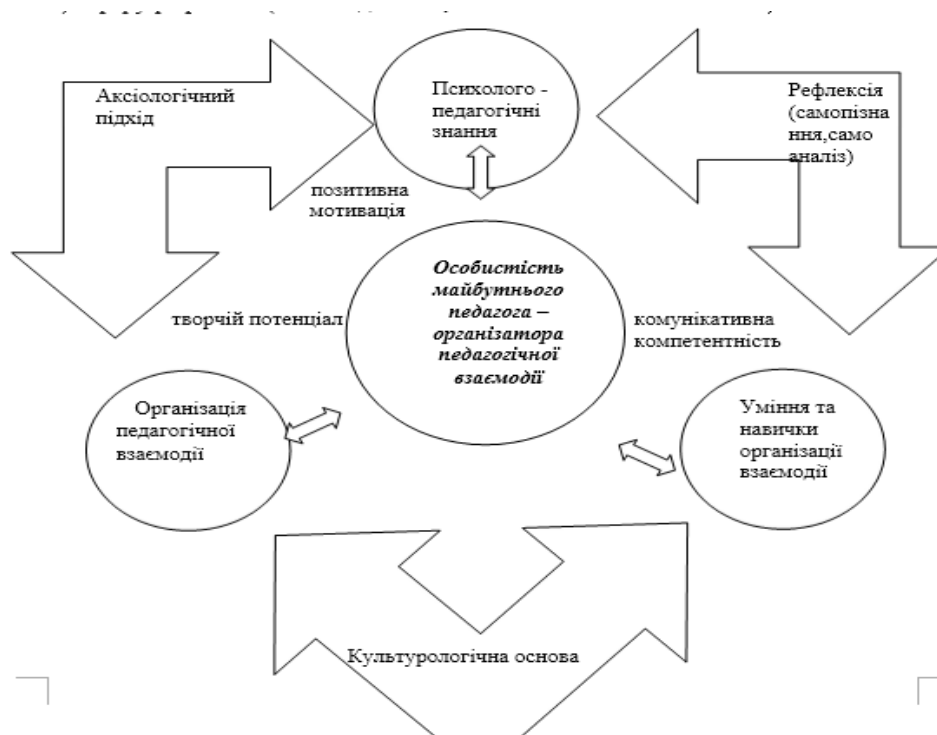 Аксіологічний
підхід
Психолого -
педагогічні
знання
Рефлексія
(самопізна
ння,само
аналіз)
позитивна
мотивація
Особистість
майбутнього
педагога –
організатора
педагогічної
взаємодії
творчій потенціал
комунікативна
компетентність
Організація
педагогічної
взаємодії
Уміння та
навички
організації
взаємодії
Культурологічна основа